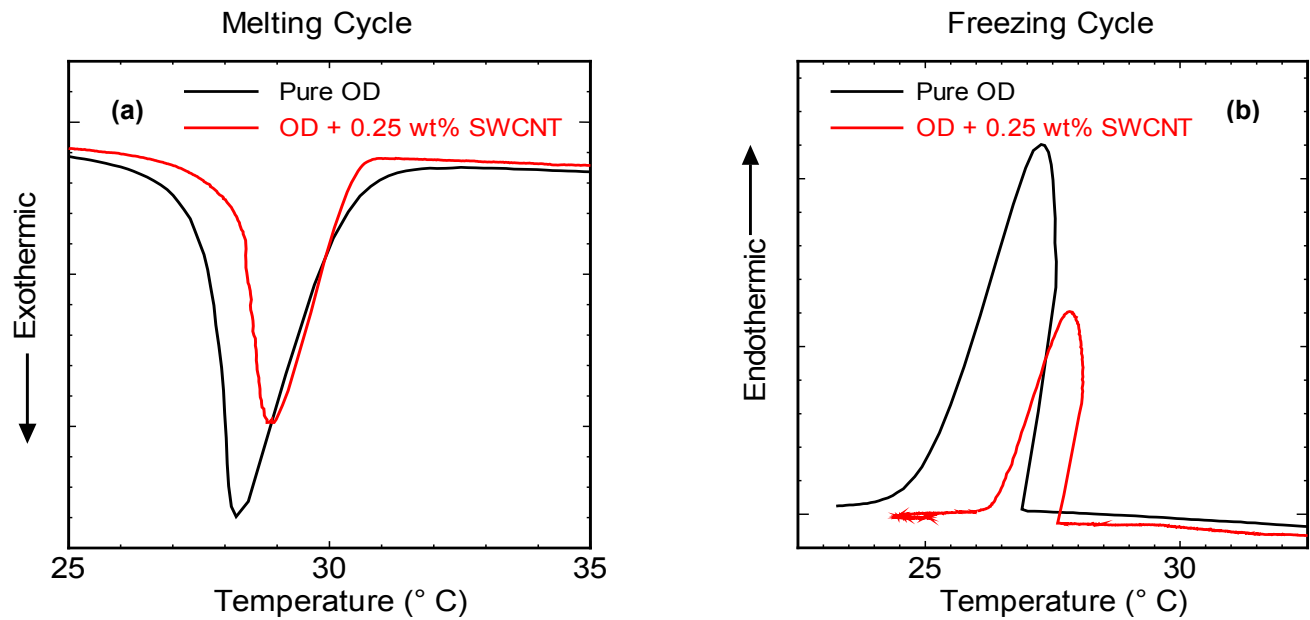 Melting Cycle
(a)
Pure OD
OD + 0.25 wt% SWCNT
Exothermic
25
30
35
Temperature (° C)
Freezing Cycle
Pure OD
OD + 0.25 wt% SWCNT
(b)
Endothermic
25
30
Temperature (° C)